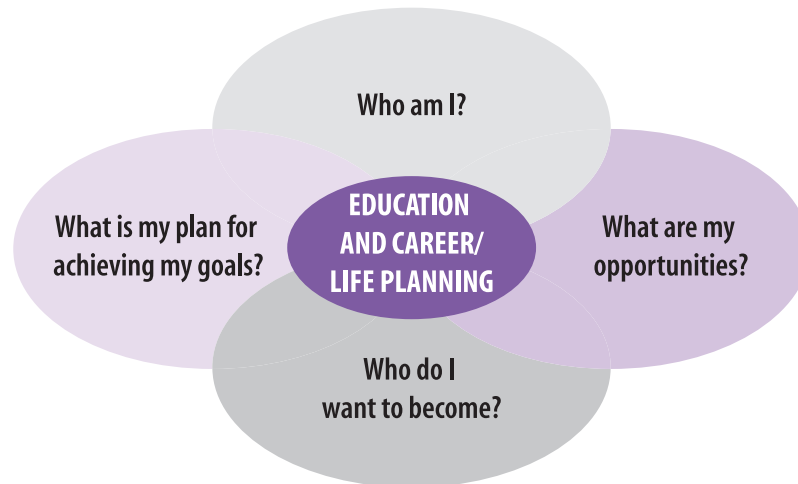 Who am I?
EDUCATION
AND CAREER/
LIFE PLANNING
What is my plan for
achieving my goals?
What are my
opportunities?
Who do I
want to become?